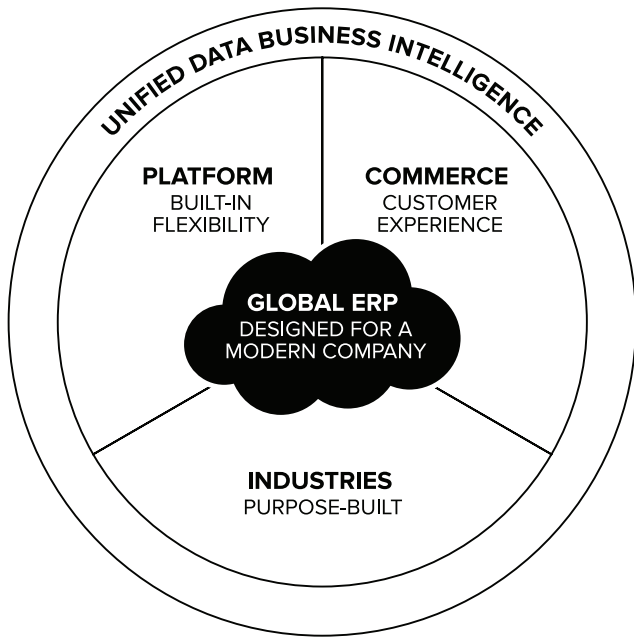 UNIFIED DATA BUSINESS INTELLIGENCE
PLATFORM
BUILT-IN
FLEXIBILITY
COMMERCE
CUSTOMER
EXPERIENCE
GLOBAL ERP
DESIGNED FOR A
MODERN COMPANY
INDUSTRIES
PURPOSE-BUILT